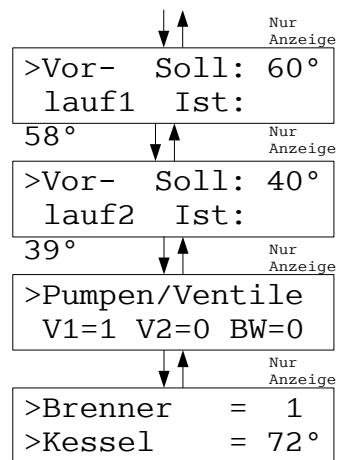 Nur
Anzeige
>Vor- Soll: 60°
lauf1 Ist:
58°
Nur
Anzeige
>Vor- Soll: 40°
lauf2 Ist:
39°
Nur
Anzeige
>Pumpen/Ventile
V1=1 V2=0 BW=0
Nur
Anzeige
>Brenner = 1
>Kessel = 72°